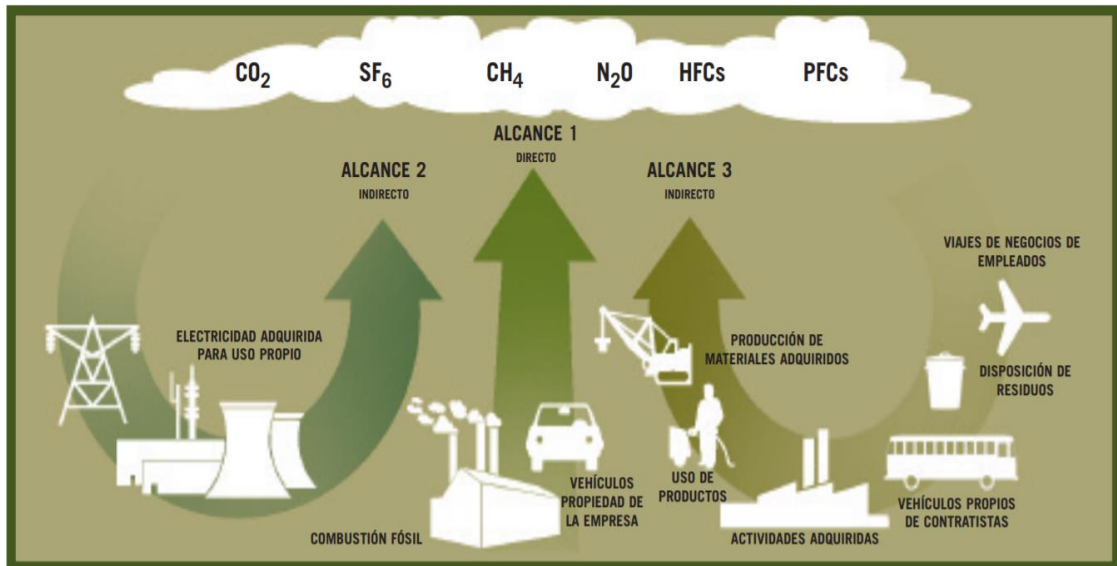 CO2 SF6 CH4 N2O HFCs PFCs
ALCANCE 1
DIRECTO
ALCANCE 2
INDIRECTO
ALCANCE 3
INDIRECTO
VIAJES DE NEGOCIOS DE
EMPLEADOS
ELECTRICIDAD ADQUIRIDA
PARA USO PROPIO
PRODUCCIÓN DE
MATERIALES ADQUIRIDOS
DISPOSICIÓN DE
RESIDUOS
COMBUSTIÓN FÓSIL
VEHÍCULOS
PROPIEDAD DE
LA EMPRESA
USO DE
PRODUCTOS
ACTIVIDADES ADQUIRIDAS
VEHÍCULOS PROPIOS
DE CONTRATISTAS